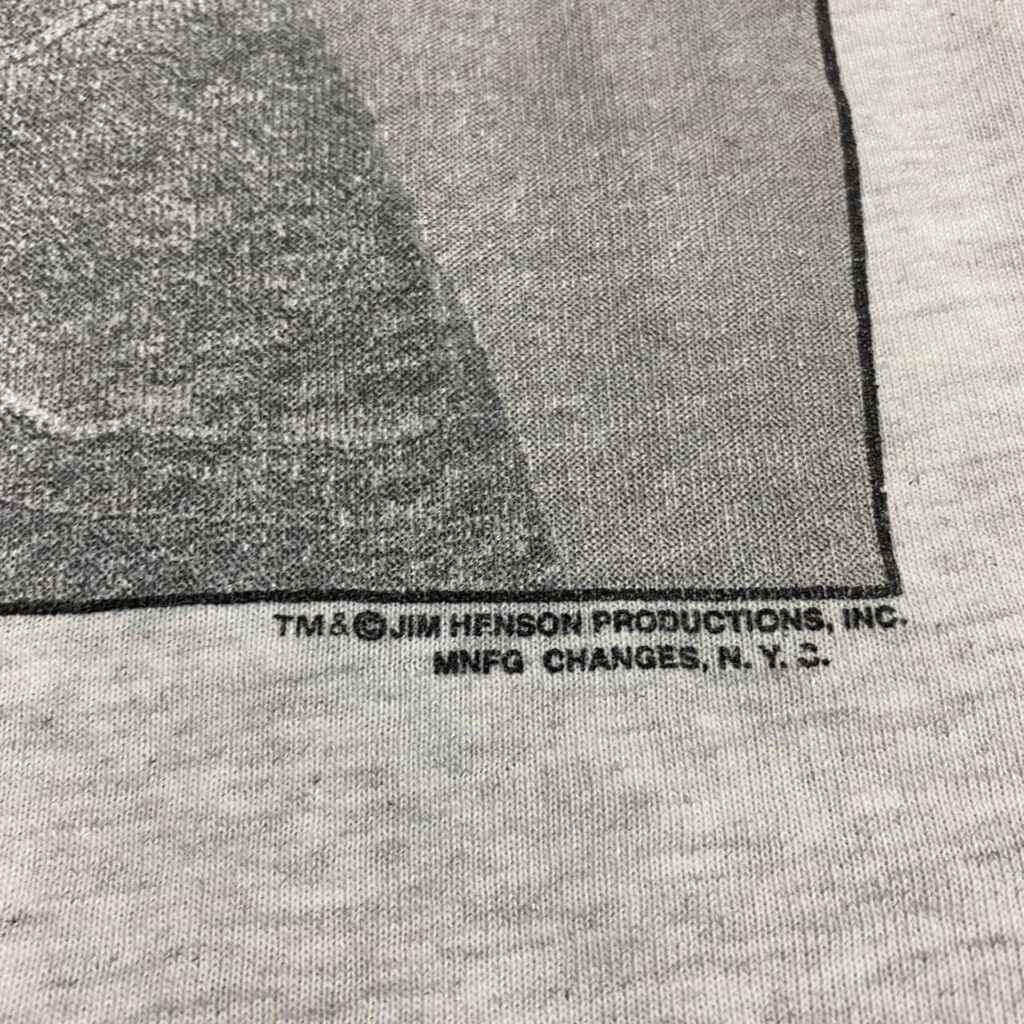 TM & © JIM HENSON PRODUCTIONS, INC.
MNFG CHANGES, N. Y. C.